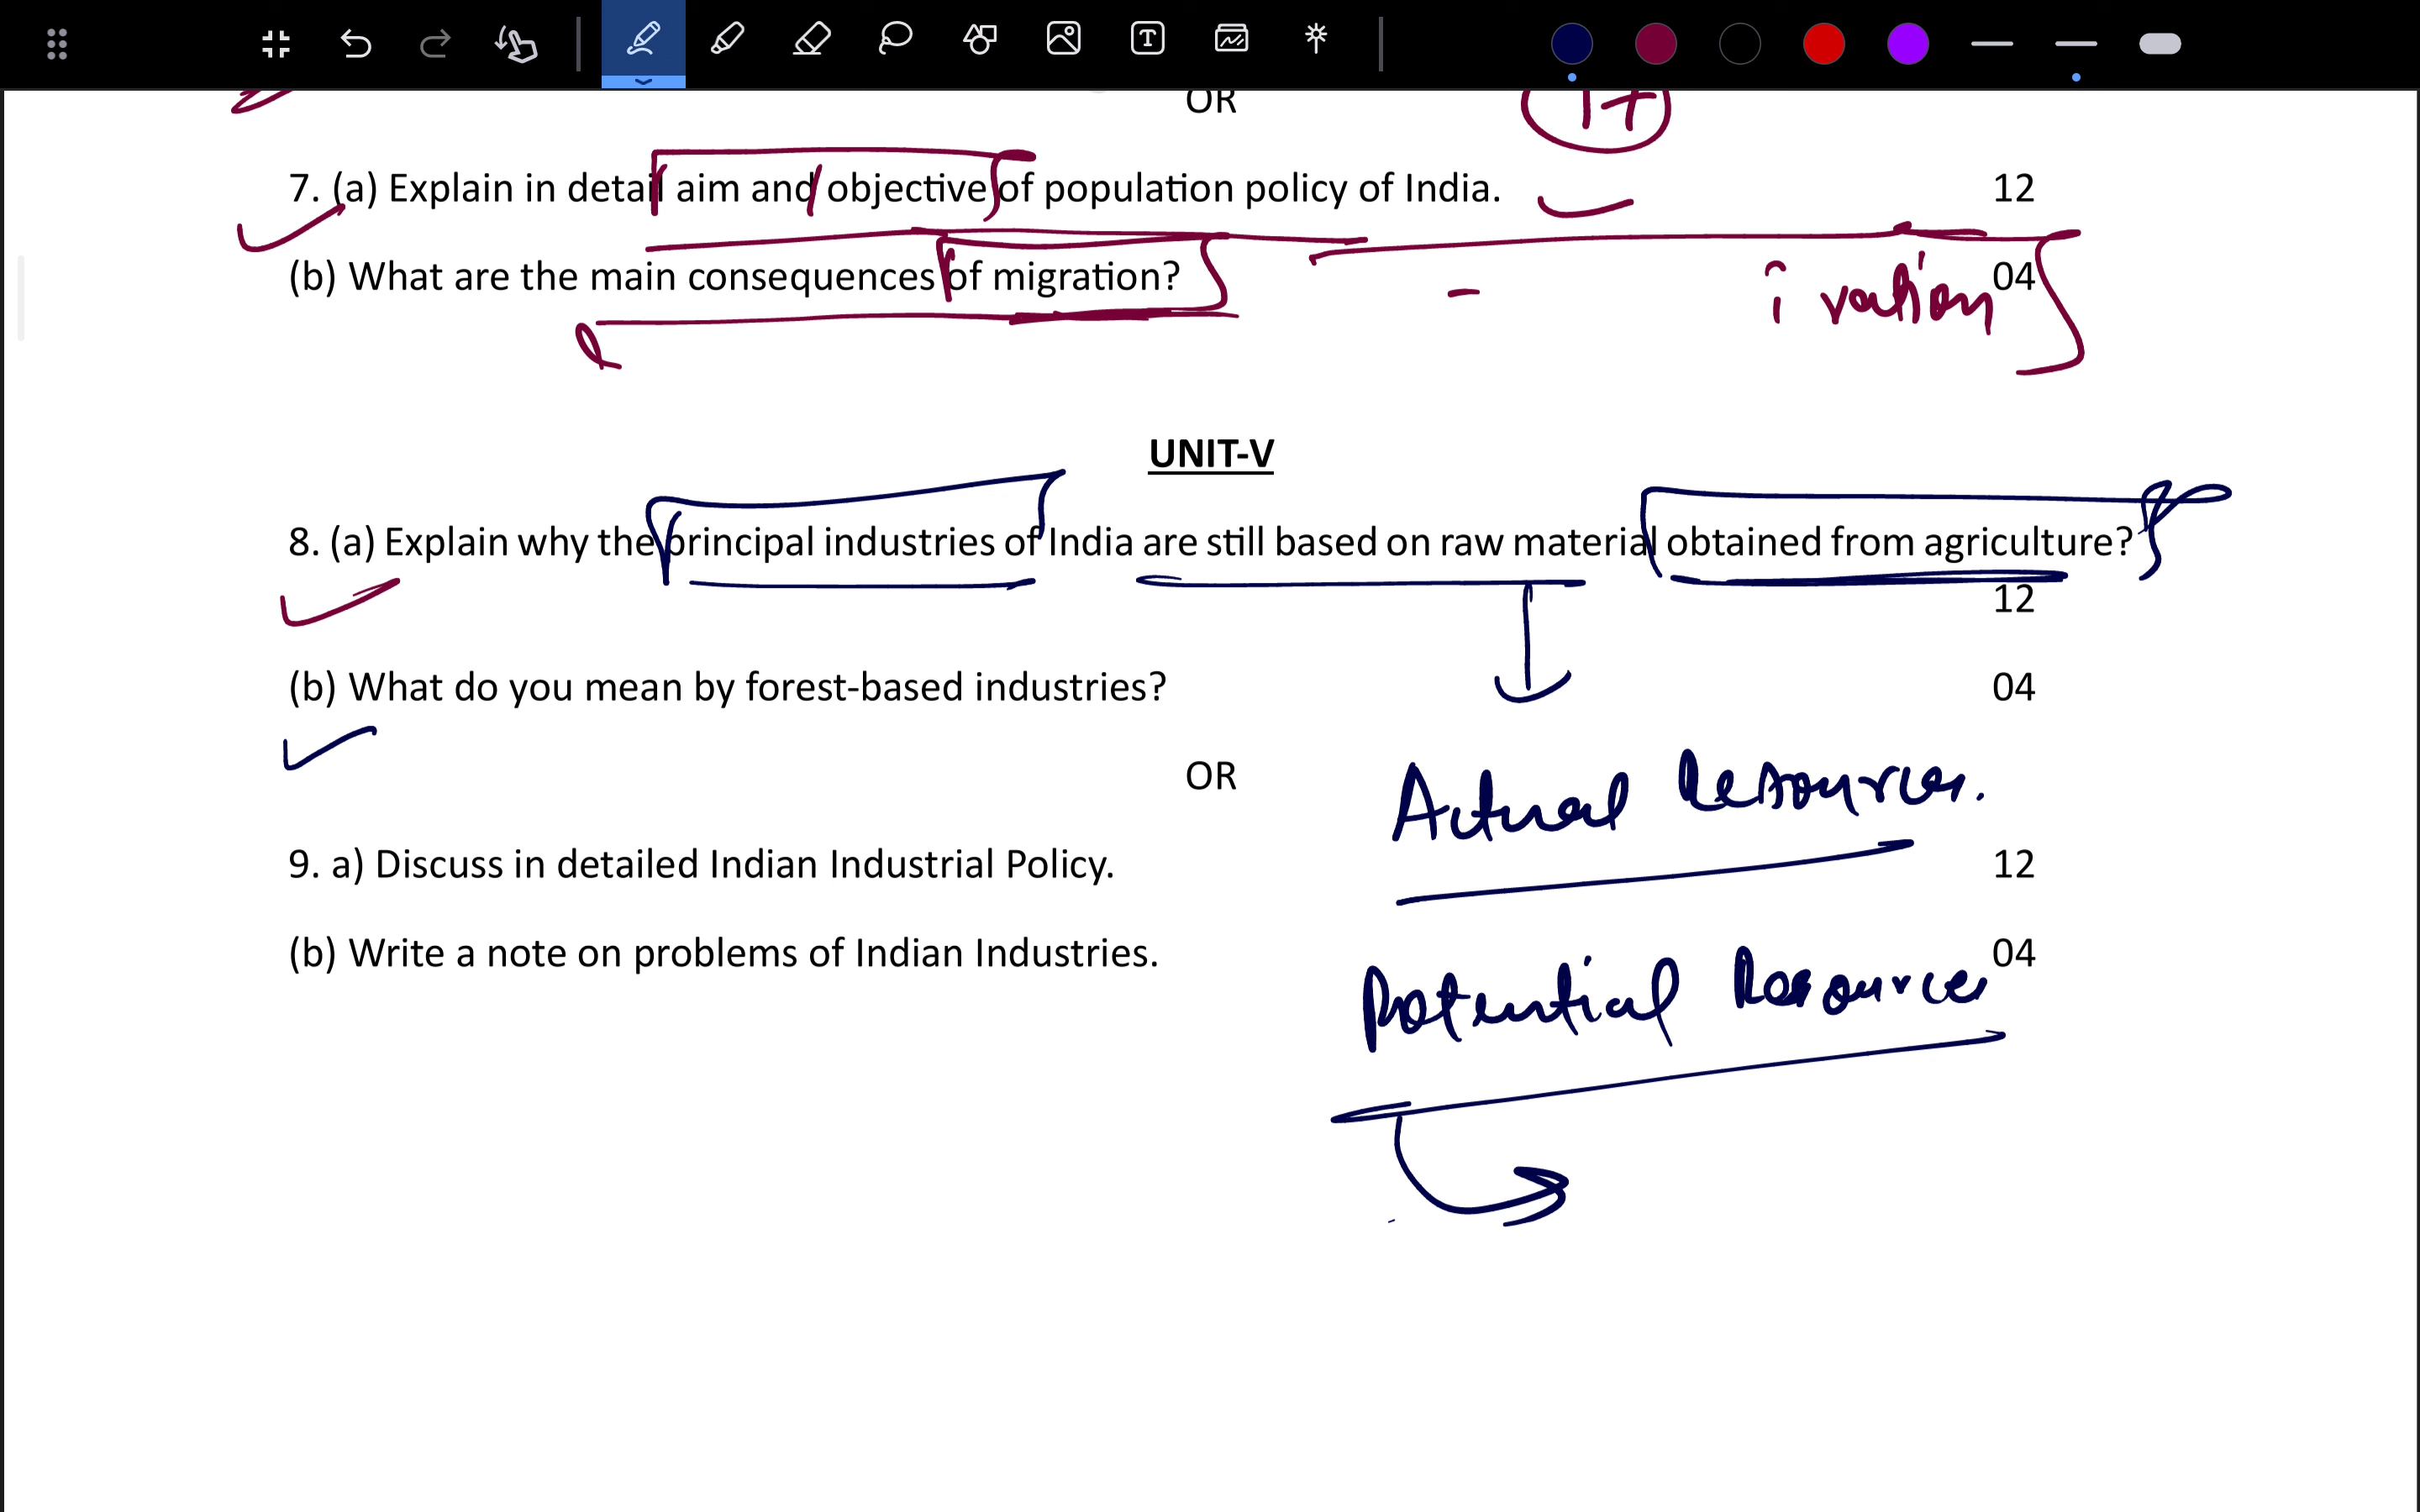 OR
7. (a) Explain in detail aim and objective of population policy of India. 12
(b) What are the main consequences of migration? 04
UNIT-V
8. (a) Explain why the principal industries of India are still based on raw material obtained from agriculture?
12
(b) What do you mean by forest-based industries? 04
OR
Actual Resources.
9. a) Discuss in detailed Indian Industrial Policy. 12
(b) Write a note on problems of Indian Industries. 04
Potential Resources